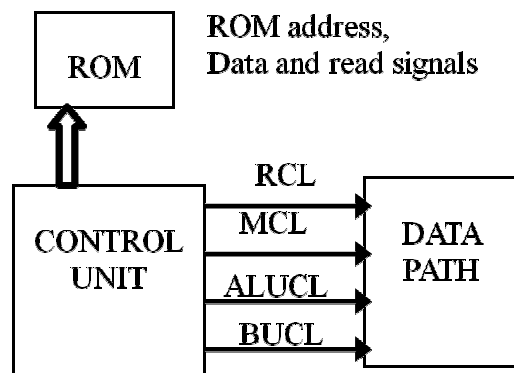 ROM
ROM address,
Data and read signals
CONTROL
UNIT
RCL
MCL
ALUCL
BUCL
DATA
PATH